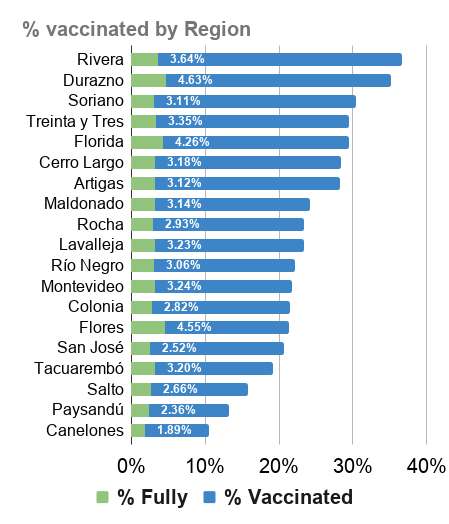 % vaccinated by Region
Rivera 3.64%
Durazno 4.63%
Soriano 3.11%
Treinta y Tres 3.35%
Florida 4.26%
Cerro Largo 3.18%
Artigas 3.12%
Maldonado 3.14%
Rocha 2.93%
Lavalleja 3.23%
Río Negro 3.06%
Montevideo 3.24%
Colonia 2.82%
Flores 4.55%
San José 2.52%
Tacuarembó 3.20%
Salto 2.66%
Paysandú 2.36%
Canelones 1.89%
0% 10% 20% 30% 40%
% Fully % Vaccinated